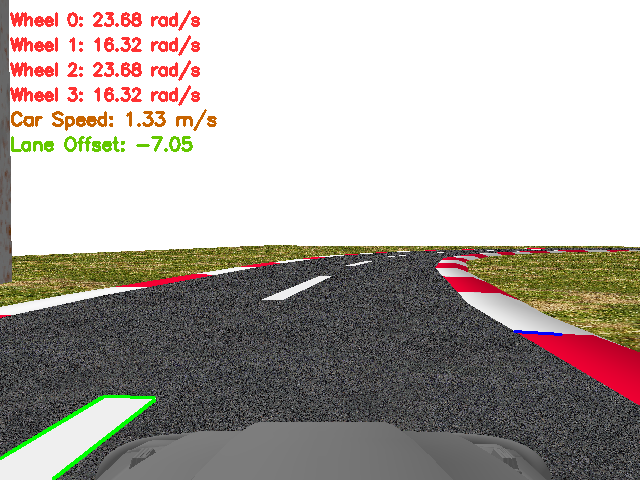 Wheel 0: 23.68 rad/s
Wheel 1: 16.32 rad/s
Wheel 2: 23.68 rad/s
Wheel 3: 16.32 rad/s
Car Speed: 1.33 m/s
Lane Offset: -7.05